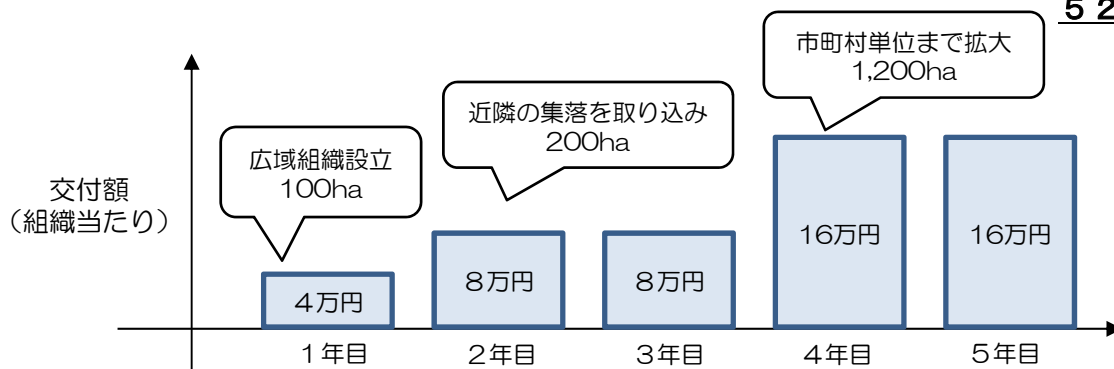 ５２
市町村単位まで拡大
1,200ha
近隣の集落を取り込み
200ha
広域組織設立
100ha
交付額
（組織当たり）
４万円
８万円
８万円
16万円
16万円
１年目
２年目
３年目
４年目
５年目